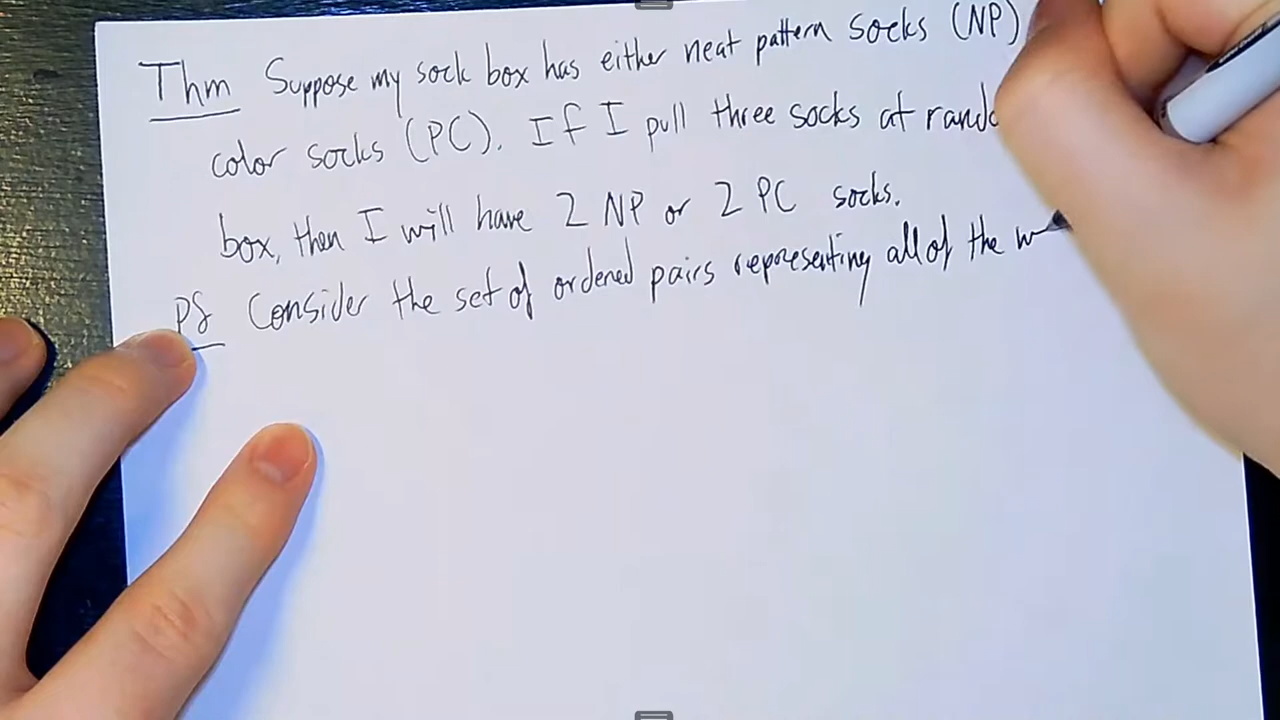 Thm Suppose my sock box has either neat pattern socks (NP)
color socks (PC). If I pull three socks at rando
box, then I will have 2 NP or 2 PC socks.
Pf Consider the set of ordered pairs representing all of the w